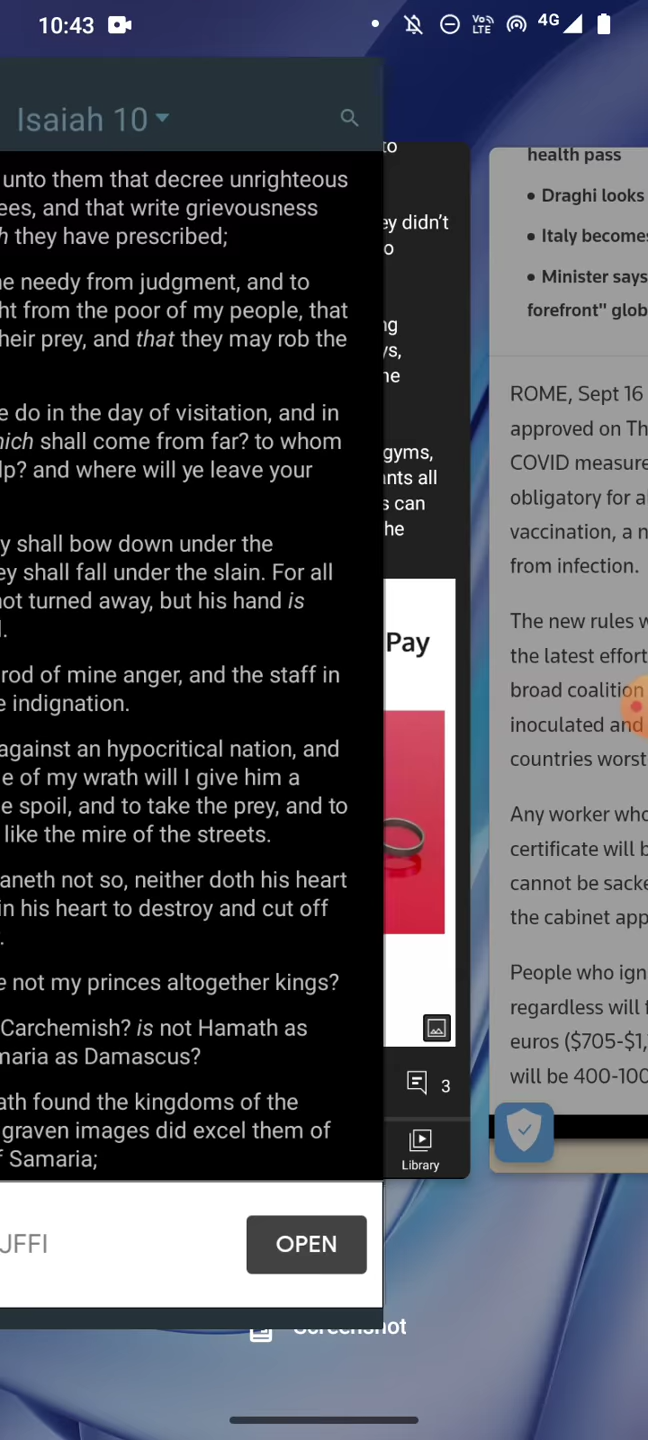 10:43
Vo))
LTE
4G
Isaiah 10
unto them that decree unrighteous
ees, and that write grievousness
h they have prescribed;
ne needy from judgment, and to
ht from the poor of my people, that
heir prey, and that they may rob the
e do in the day of visitation, and in
hich shall come from far? to whom
lp? and where will ye leave your
y shall bow down under the
ey shall fall under the slain. For all
not turned away, but his hand is
d.
rod of mine anger, and the staff in
e indignation.
against an hypocritical nation, and
e of my wrath will I give him a
e spoil, and to take the prey, and to
like the mire of the streets.
aneth not so, neither doth his heart
in his heart to destroy and cut off
e not my princes altogether kings?
Carchemish? is not Hamath as
maria as Damascus?
ath found the kingdoms of the
graven images did excel them of
f Samaria;
JFFI
OPEN
to
ey didn't
o
ng
ys,
ne
gyms,
ants all
s can
he
Pay
3
Library
health pass
• Draghi looks
• Italy becomes
• Minister says
forefront" glob
ROME, Sept 16
approved on Th
COVID measure
obligatory for a
vaccination, a n
from infection.
The new rules w
the latest effort
broad coalition
inoculated and
countries worst
Any worker who
certificate will b
cannot be sacke
the cabinet app
People who ign
regardless will f
euros ($705-$1,
will be 400-100
Screenshot